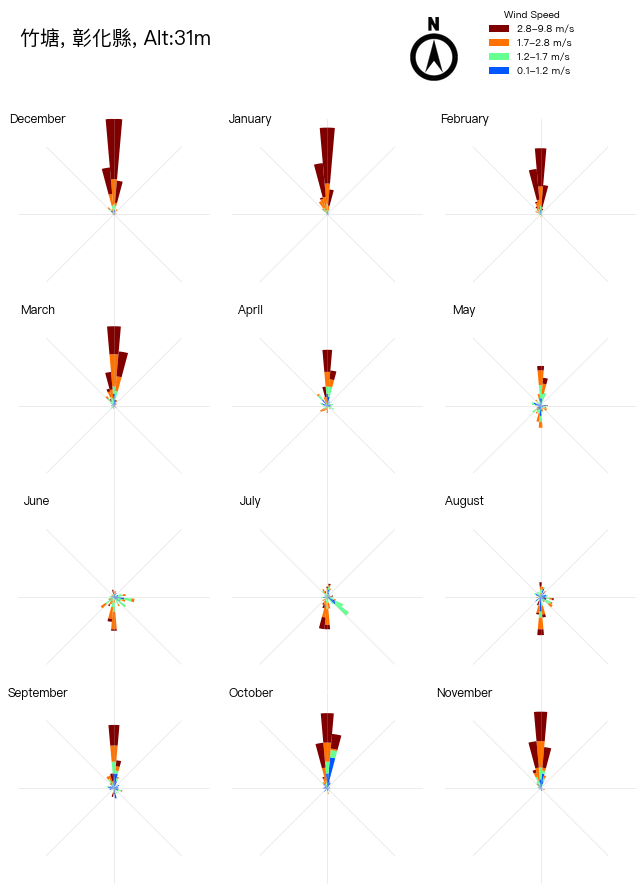 竹塘, 彰化縣, Alt:31m
N
Wind Speed
2.8–9.8 m/s
1.7–2.8 m/s
1.2–1.7 m/s
0.1–1.2 m/s
December
January
February
March
April
May
June
July
August
September
October
November